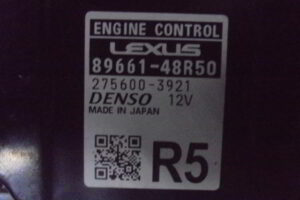 ENGINE CONTROL
LEXUS
89661-48R50
275600-3921
DENSO 12V
MADE IN JAPAN
R5